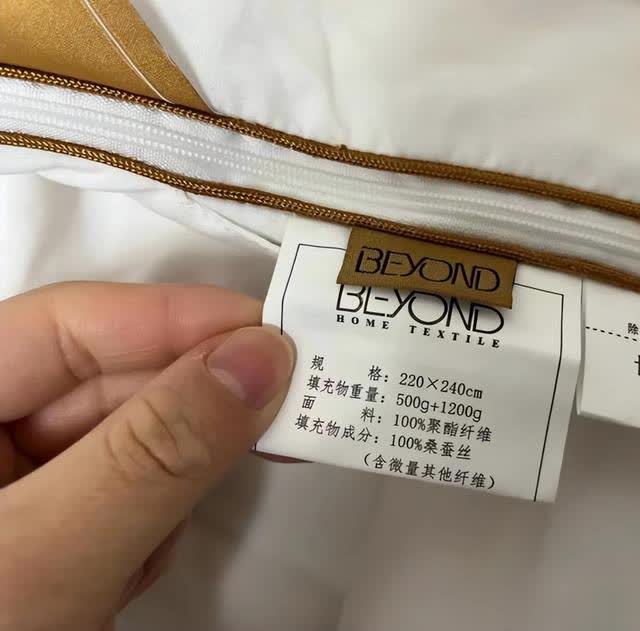 BEYOND
BEYOND
HOME TEXTILE
规 格：220×240cm
填充物重量：500g+1200g
面 料：100%聚酯纤维
填充物成分：100%桑蚕丝
（含微量其他纤维）
除